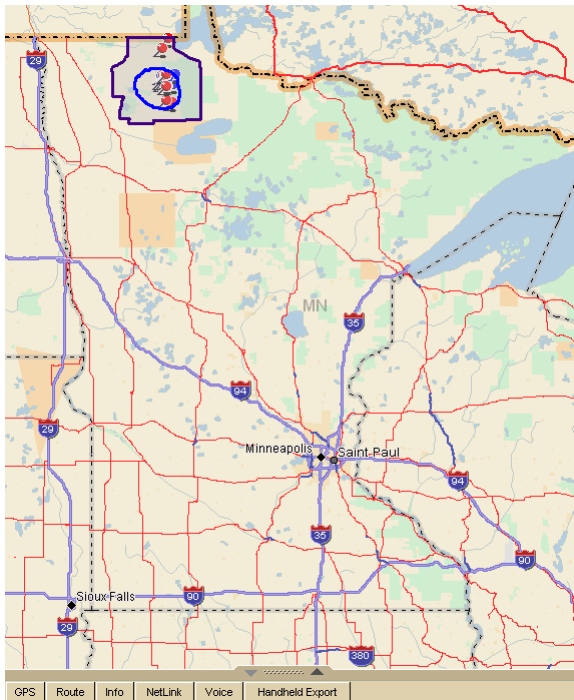 29
MN
35
94
29
Minneapolis
Saint Paul
94
35
90
Sioux Falls
90
29
380
GPS Route Info NetLink Voice Handheld Export